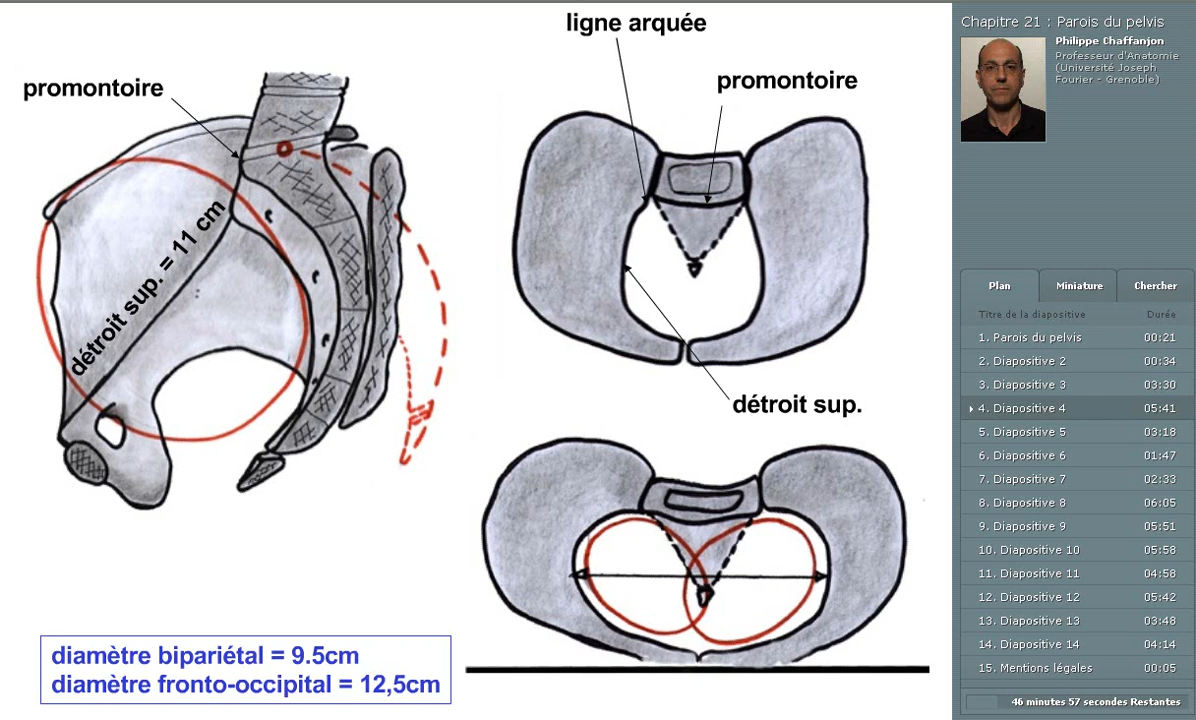 ligne arquée
promontoire
promontoire
détroit sup. = 11 cm
détroit sup.
diamètre bipariétal = 9.5cm
diamètre fronto-occipital = 12,5cm
Chapitre 21 : Parois du pelvis
Philippe Chaffanjon
Professeur d'Anatomie
(Université Joseph
Fourier - Grenoble)
Plan Miniature Chercher
Titre de la diapositive Durée
1. Parois du pelvis 00:21
2. Diapositive 2 00:34
3. Diapositive 3 03:30
4. Diapositive 4 05:41
5. Diapositive 5 03:18
6. Diapositive 6 01:47
7. Diapositive 7 02:33
8. Diapositive 8 06:05
9. Diapositive 9 05:51
10. Diapositive 10 05:58
11. Diapositive 11 04:58
12. Diapositive 12 05:42
13. Diapositive 13 03:48
14. Diapositive 14 04:14
15. Mentions légales 00:05
46 minutes 57 secondes Restantes